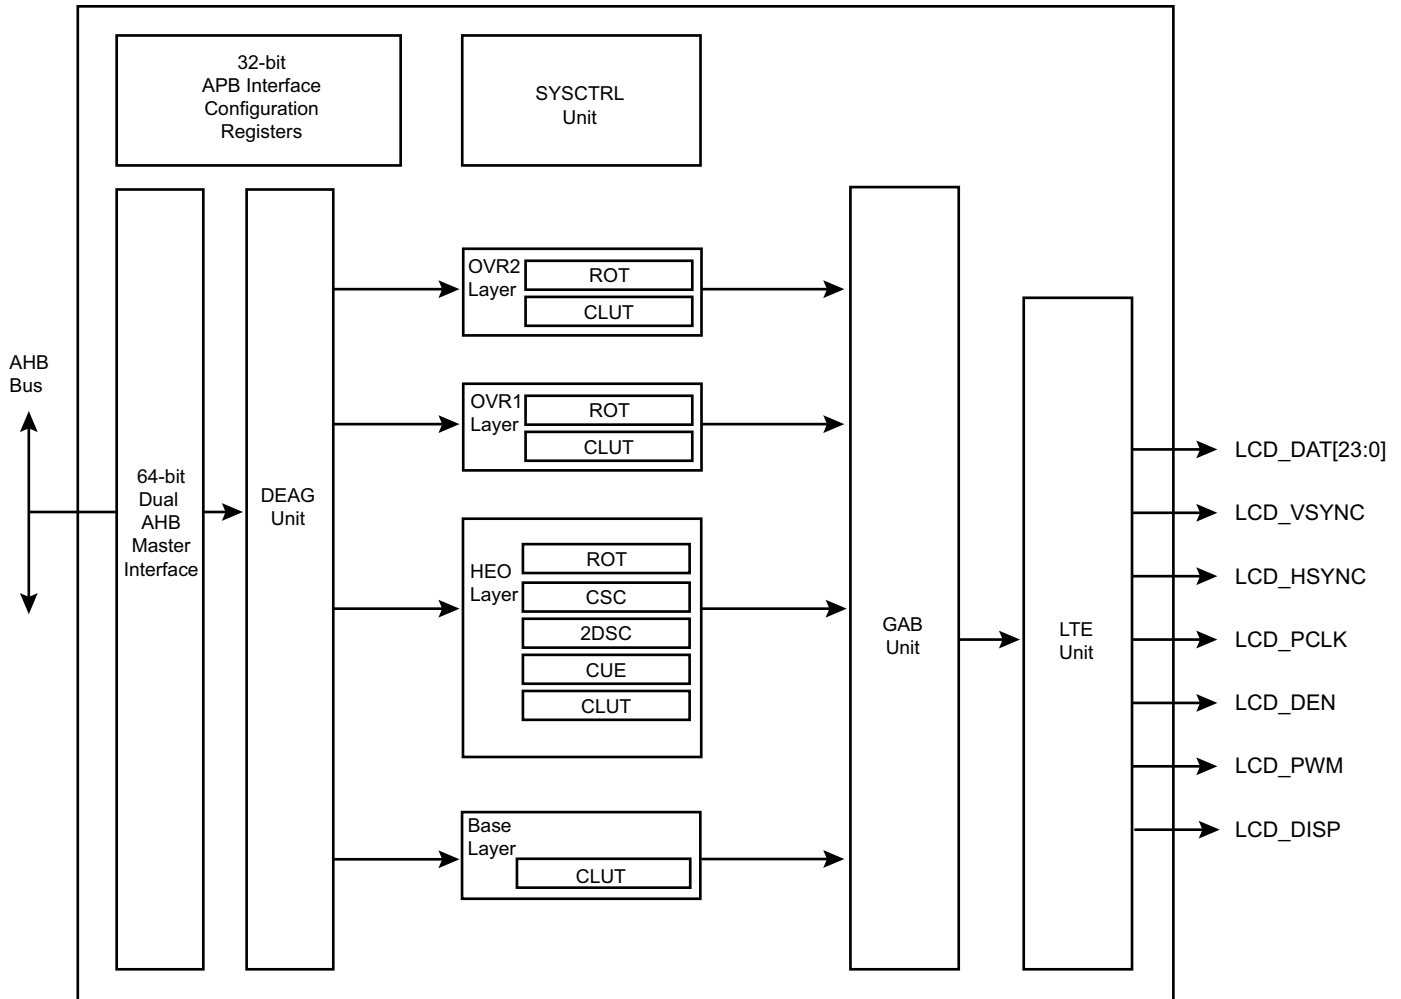 32-bit
APB Interface
Configuration
Registers
SYSCTRL
Unit
AHB
Bus
64-bit
Dual
AHB
Master
Interface
DEAG
Unit
OVR2
Layer
ROT
CLUT
OVR1
Layer
ROT
CLUT
HEO
Layer
ROT
CSC
2DSC
CUE
CLUT
Base
Layer
CLUT
GAB
Unit
LTE
Unit
LCD_DAT[23:0]
LCD_VSYNC
LCD_HSYNC
LCD_PCLK
LCD_DEN
LCD_PWM
LCD_DISP